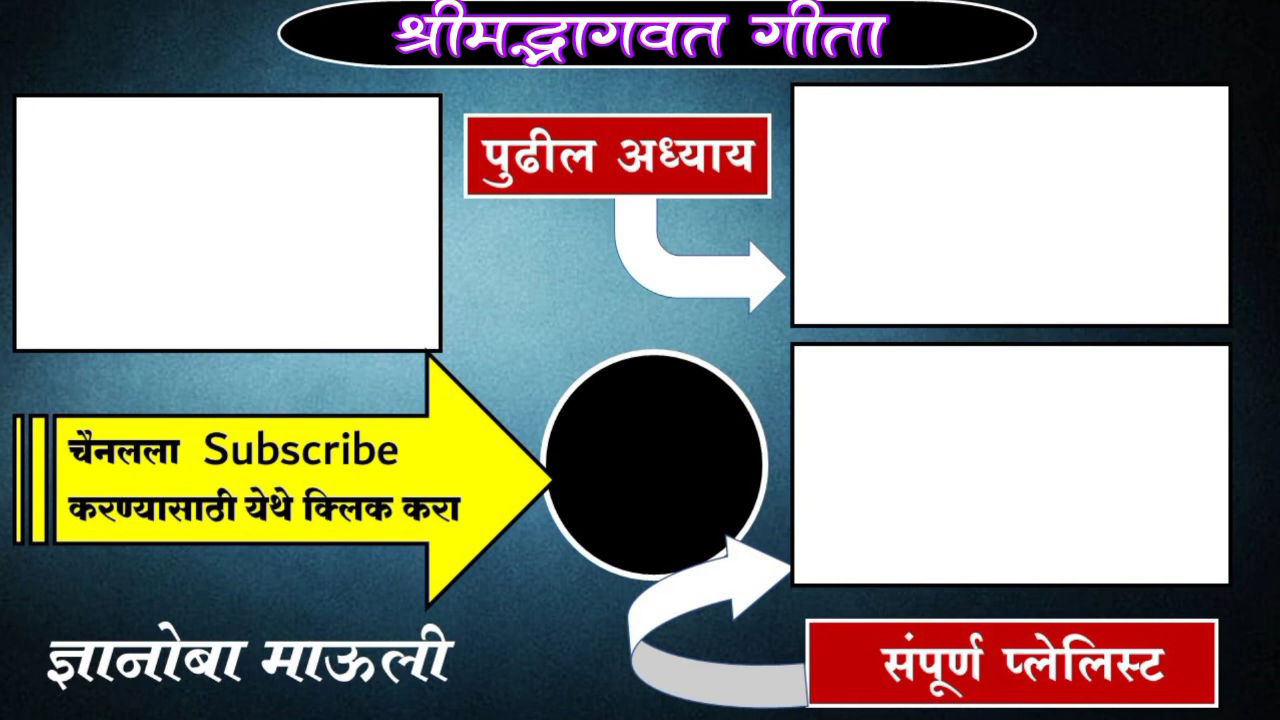 श्रीमद्भागवत गीता
पुढील अध्याय
चॅनलला Subscribe
करण्यासाठी येथे क्लिक करा
ज्ञानोबा माऊली
संपूर्ण प्लेलिस्ट